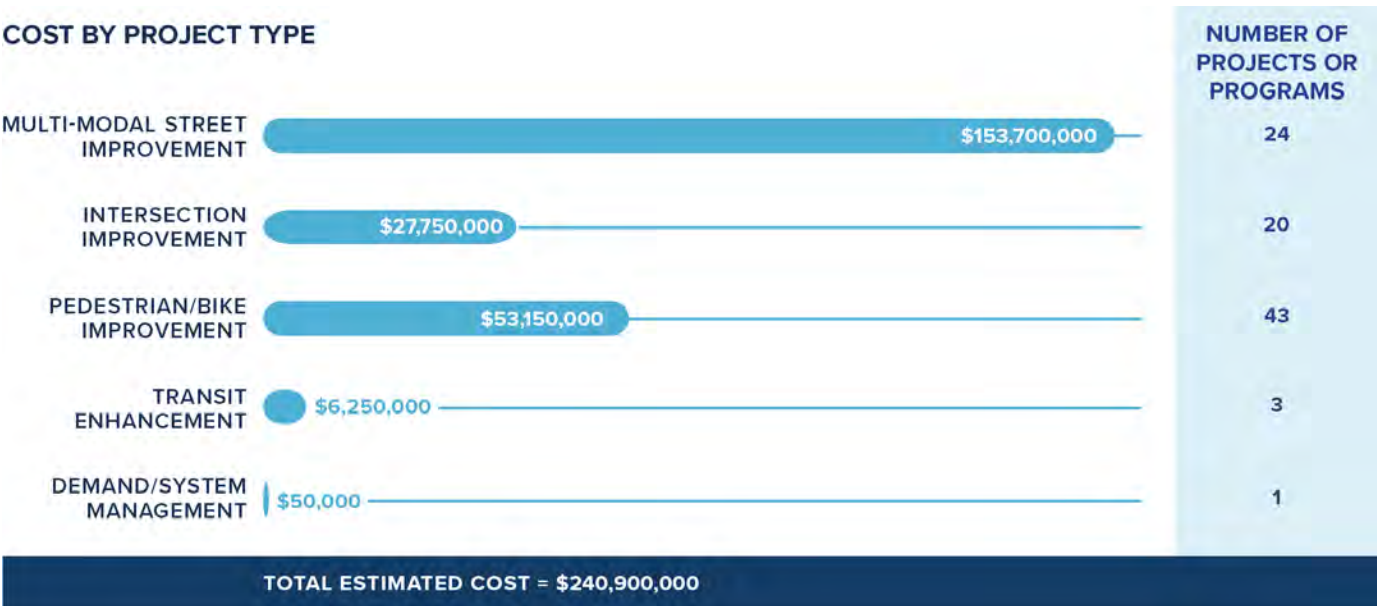 COST BY PROJECT TYPE
NUMBER OF
PROJECTS OR
PROGRAMS
MULTI-MODAL STREET
IMPROVEMENT
$153,700,000
24
INTERSECTION
IMPROVEMENT
$27,750,000
20
PEDESTRIAN/BIKE
IMPROVEMENT
$53,150,000
43
TRANSIT
ENHANCEMENT
$6,250,000
3
DEMAND/SYSTEM
MANAGEMENT
$50,000
1
TOTAL ESTIMATED COST = $240,900,000